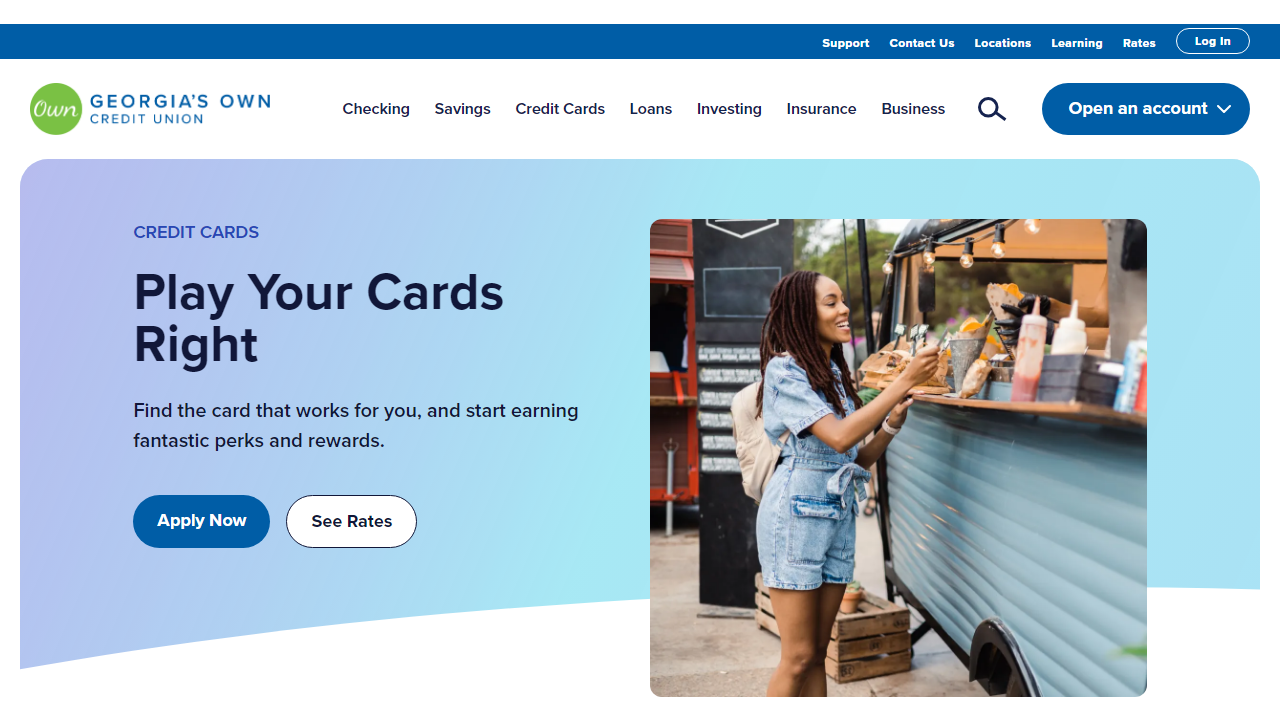 Support Contact Us Locations Learning Rates Log In
Own GEORGIA'S OWN
CREDIT UNION
Checking Savings Credit Cards Loans Investing Insurance Business Open an account
CREDIT CARDS
Play Your Cards
Right
Find the card that works for you, and start earning
fantastic perks and rewards.
Apply Now See Rates